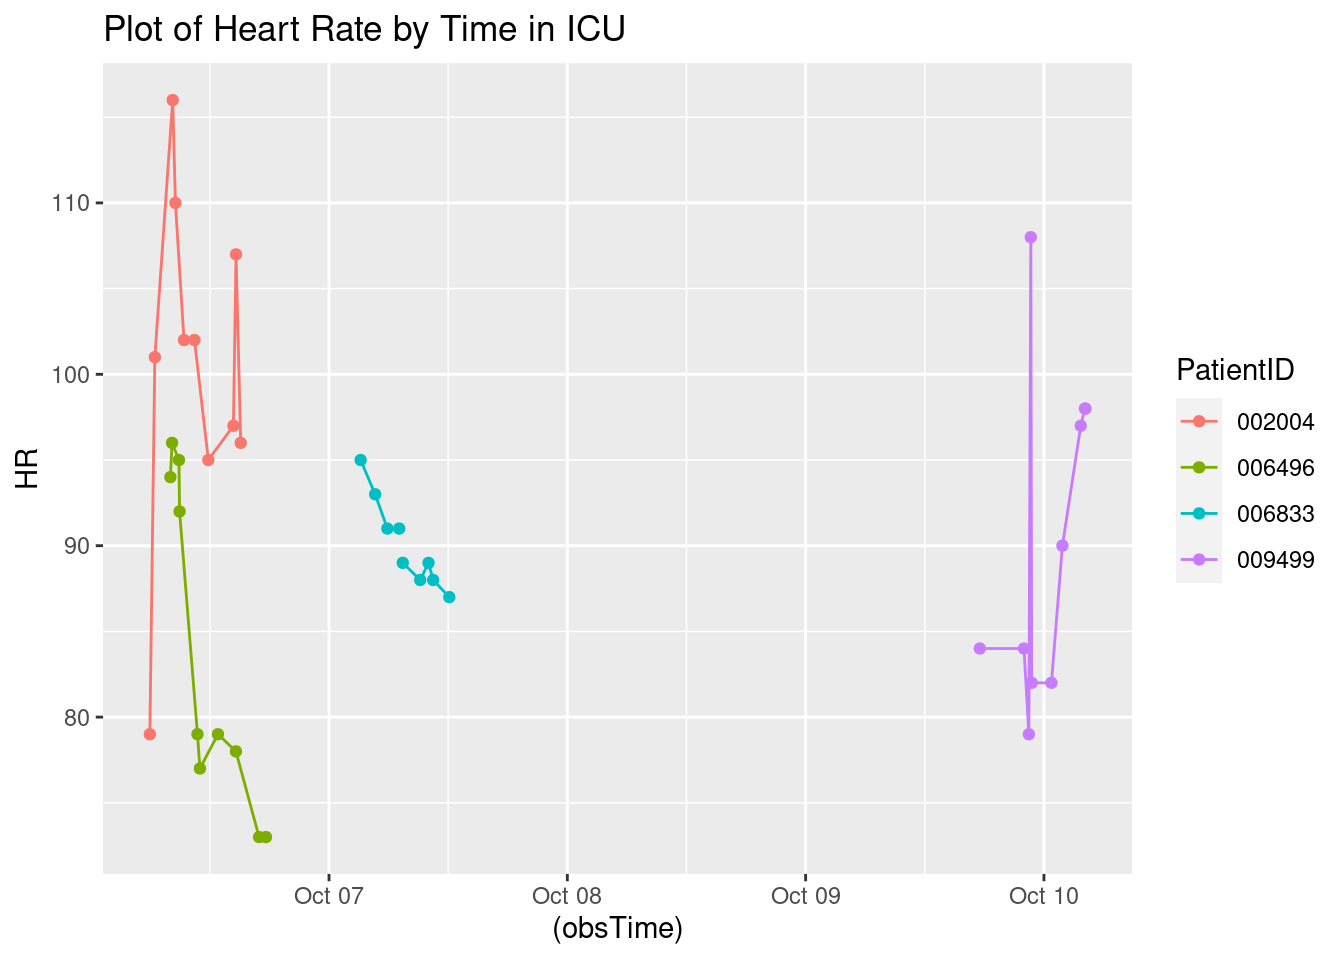 Plot of Heart Rate by Time in ICU
HR
110
100
90
80
Oct 07
Oct 08
Oct 09
Oct 10
(obsTime)
PatientID
002004
006496
006833
009499